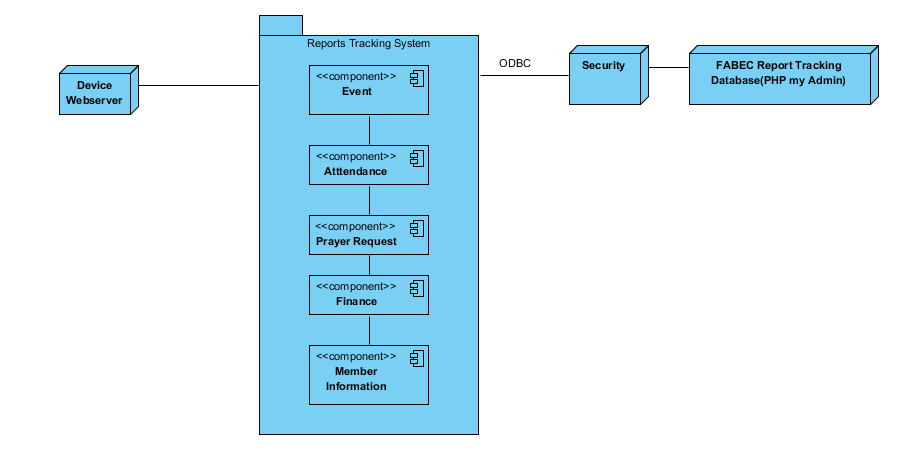 Reports Tracking System
<<component>>
Event
Device
Webserver
ODBC
Security
FABEC Report Tracking
Database(PHP my Admin)
<<component>>
Atttendance
<<component>>
Prayer Request
<<component>>
Finance
<<component>>
Member
Information